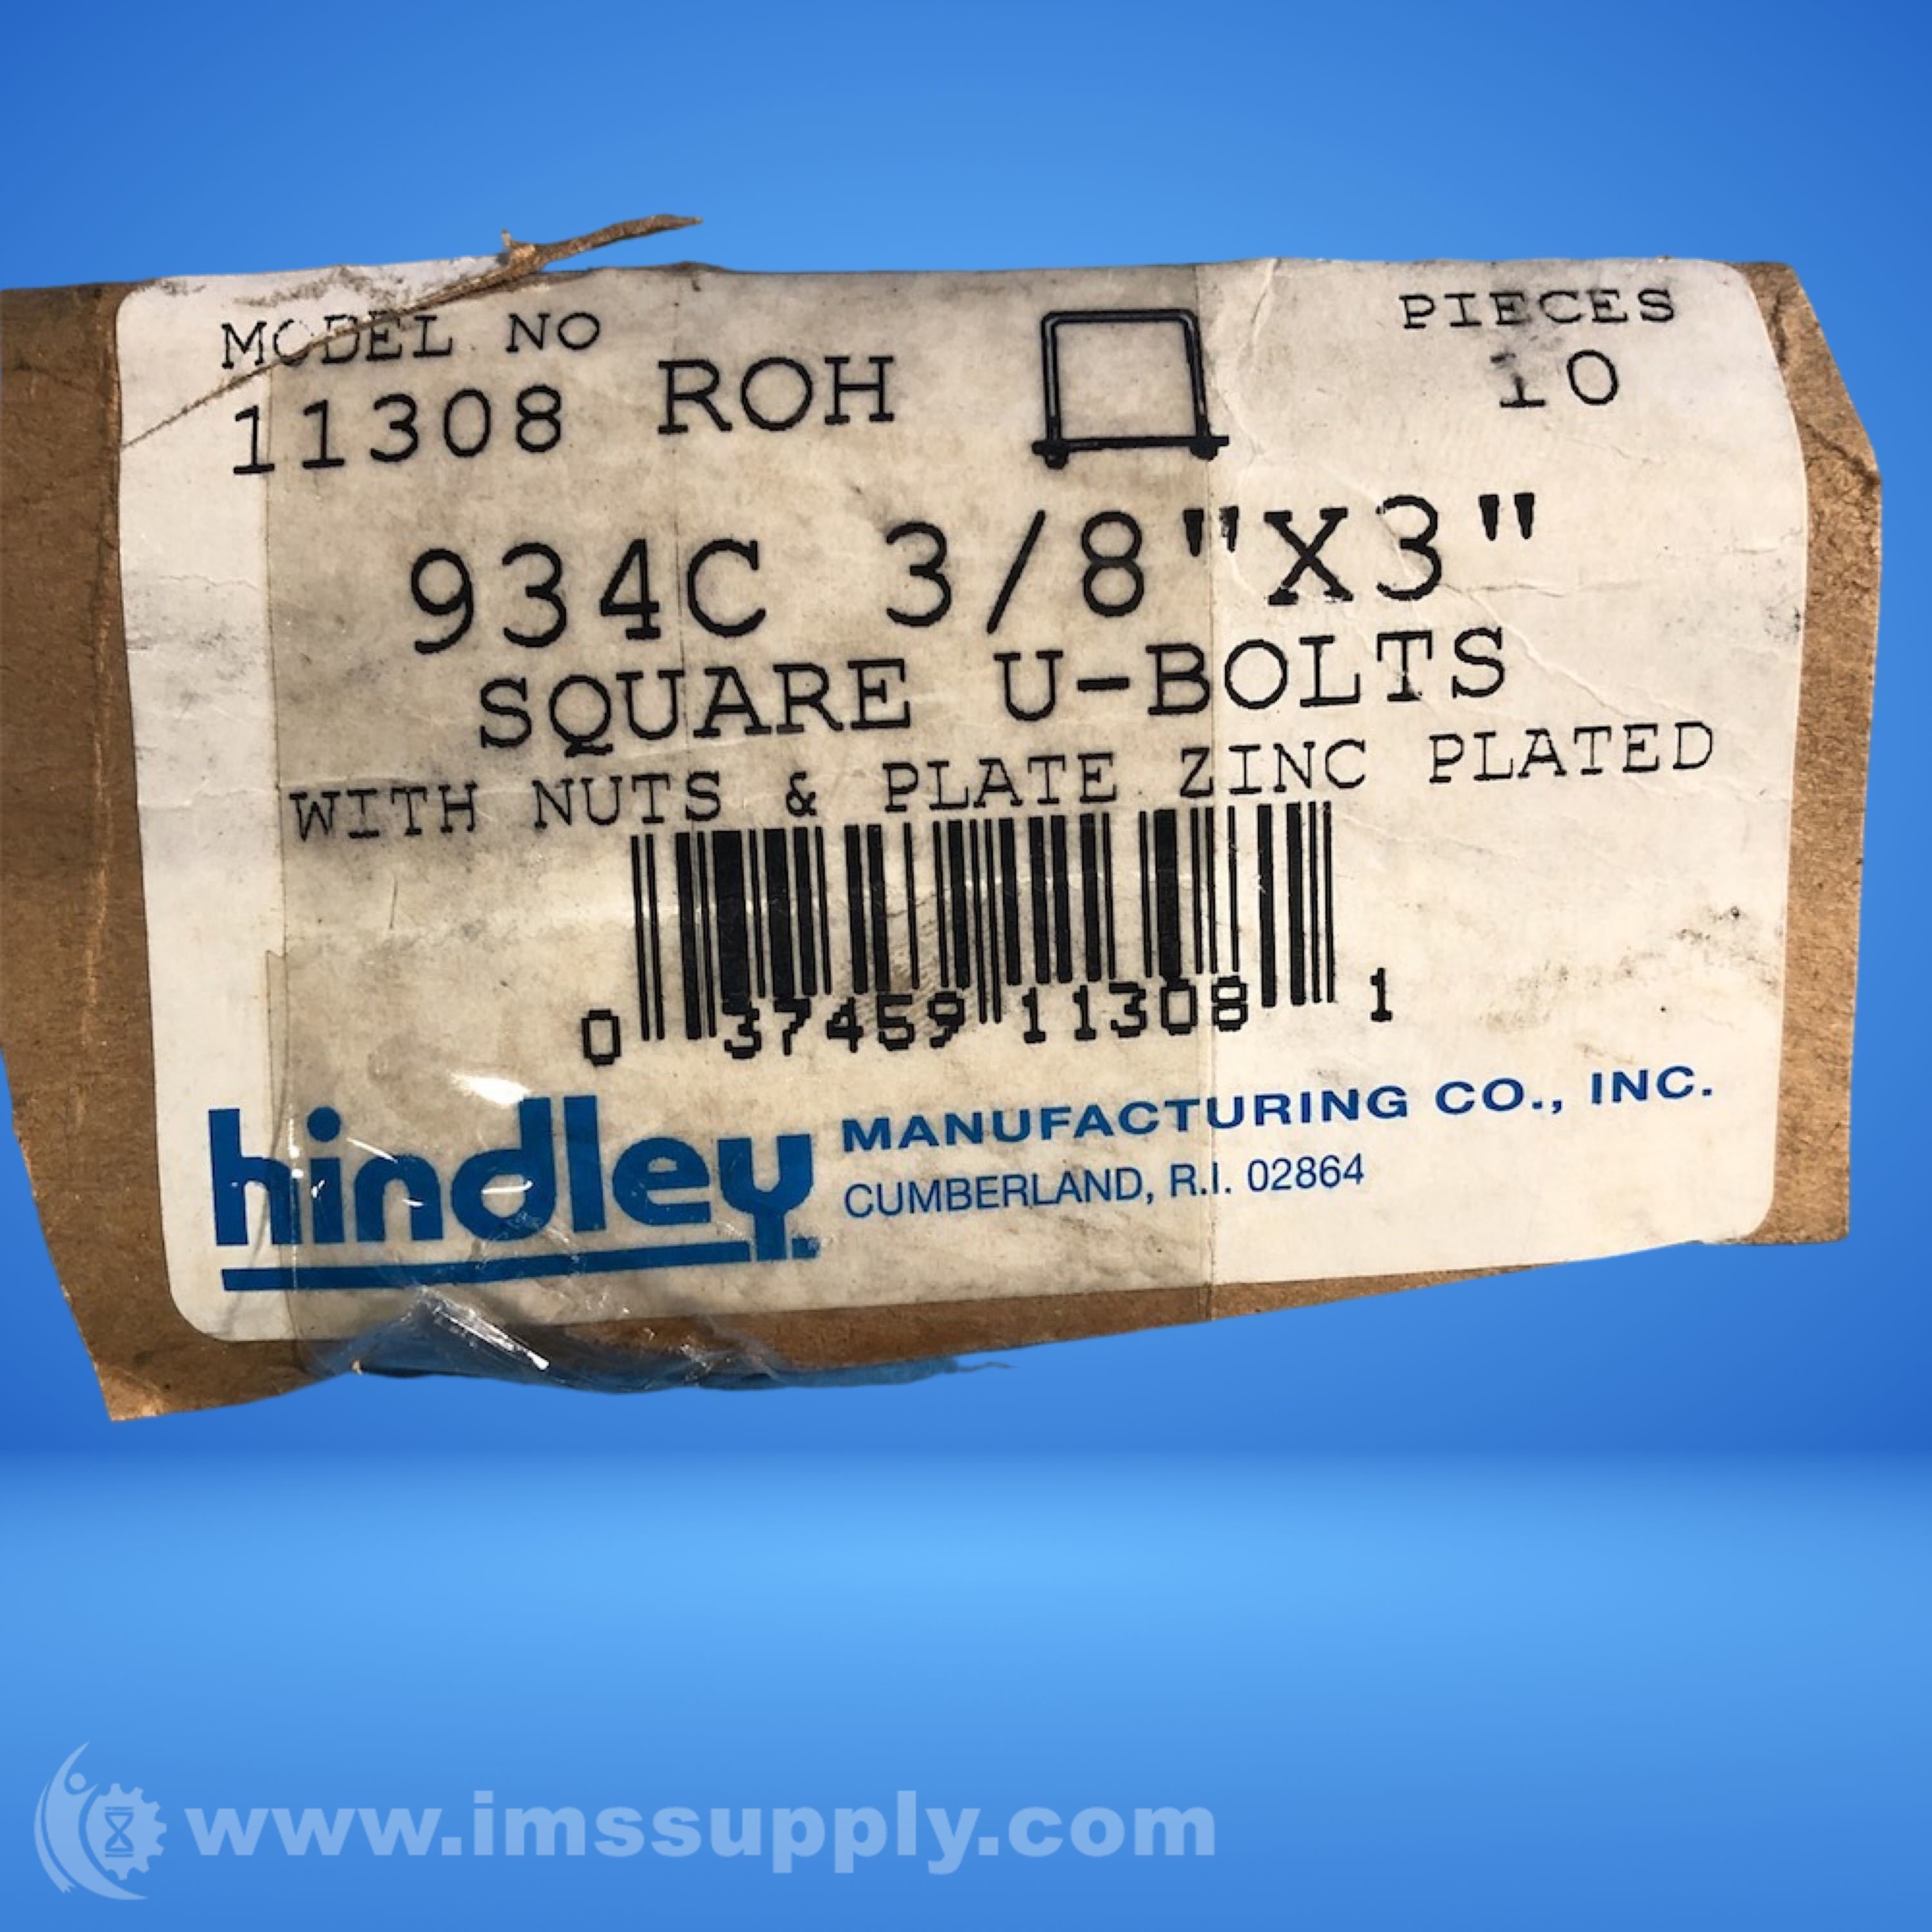 MODEL NO
11308 ROH
PIECES
10
934C 3/8"X3"
SQUARE U-BOLTS
WITH NUTS & PLATE ZINC PLATED
0 37459 11308 1
hindley MANUFACTURING CO., INC.
CUMBERLAND, R.I. 02864
www.imssupply.com